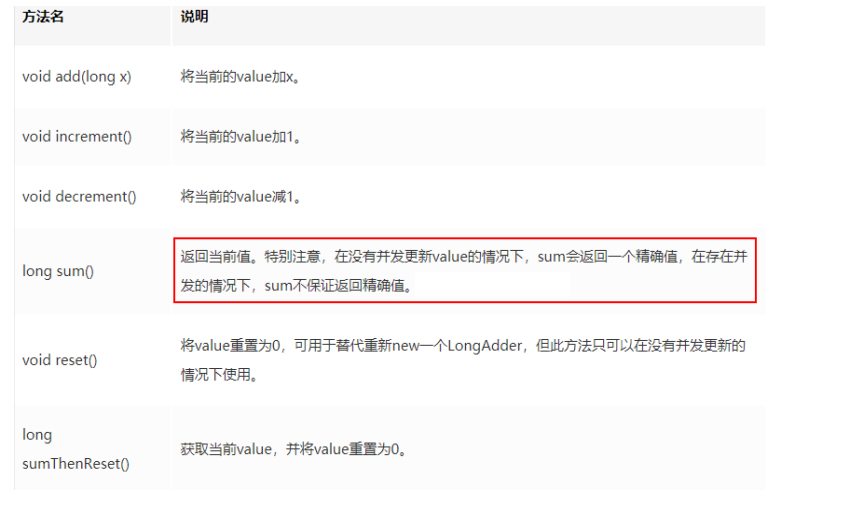 方法名 说明
void add(long x) 将当前的value加x。
void increment() 将当前的value加1。
void decrement() 将当前的value减1。
long sum()
返回当前值。特别注意，在没有并发更新value的情况下，sum会返回一个精确值，在存在并
发的情况下，sum不保证返回精确值。
void reset()
将value重置为0，可用于替代重新new一个LongAdder，但此方法只可以在没有并发更新的
情况下使用。
long
sumThenReset()
获取当前value，并将value重置为0。